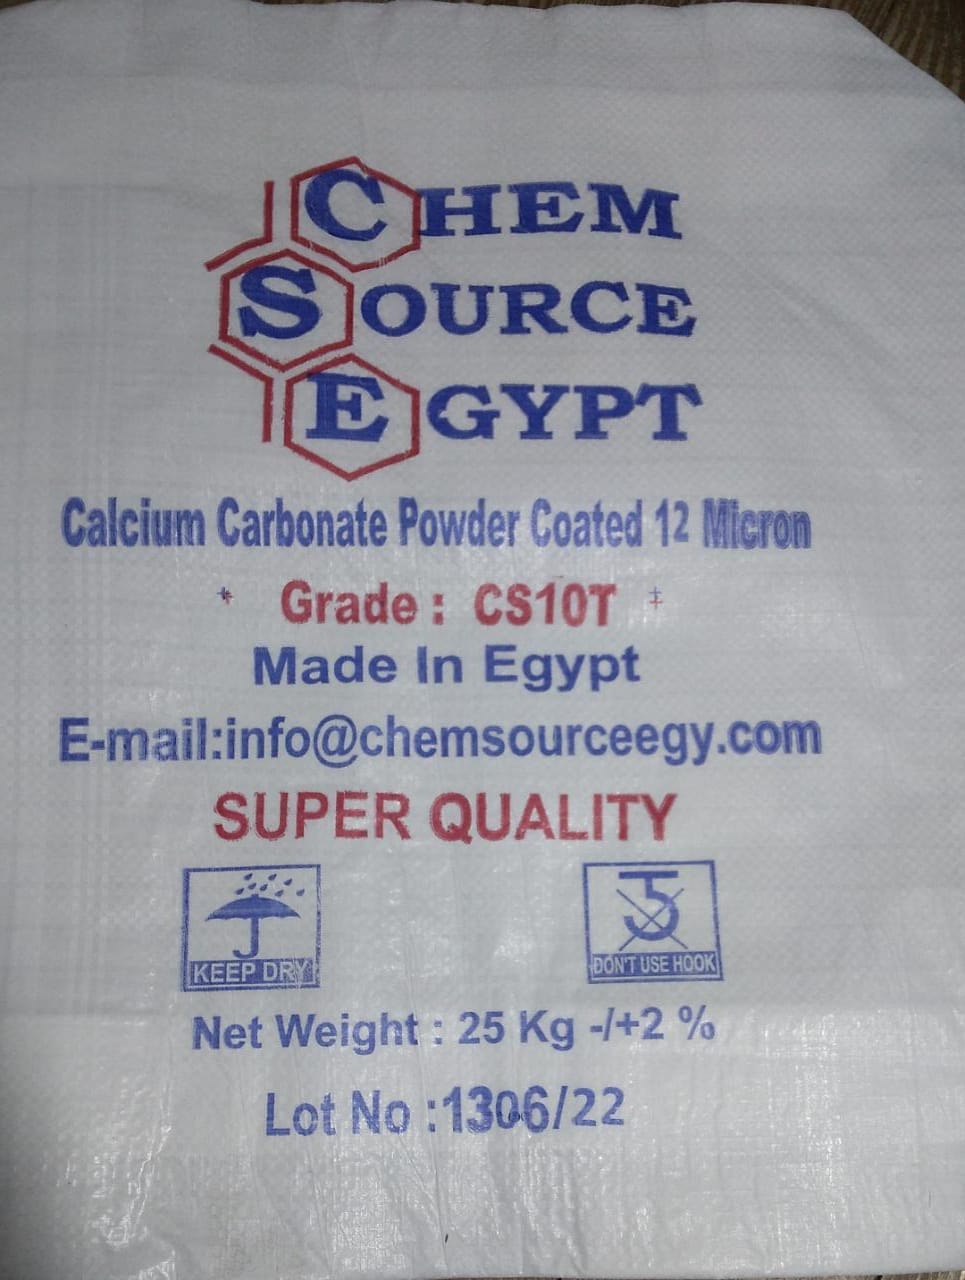 CHEM
SOURCE
EGYPT
Calcium Carbonate Powder Coated 12 Micron
Grade : CS10T
Made In Egypt
E-mail:info@chemsourceegy.com
SUPER QUALITY
KEEP DRY
DON'T USE HOOK
Net Weight : 25 Kg -/+2 %
Lot No :1306/22